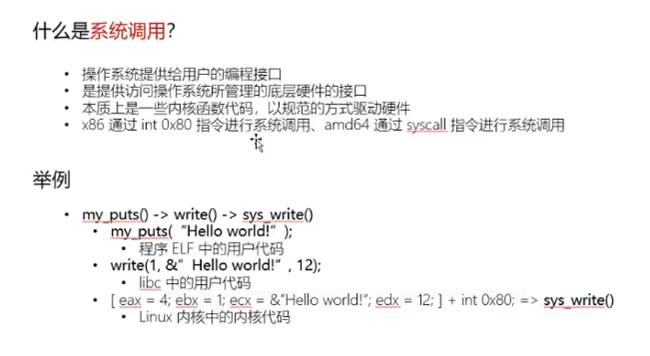 什么是系统调用?
• 操作系统提供给用户的编程接口
• 是提供访问操作系统所管理的底层硬件的接口
• 本质上是一些内核函数代码，以规范的方式驱动硬件
• x86 通过 int 0x80 指令进行系统调用、amd64 通过 syscall 指令进行系统调用
举例
• my_puts() -> write() -> sys_write()
• my_puts( “Hello world!” );
• 程序 ELF 中的用户代码
• write(1, &” Hello world!” , 12);
• libc 中的用户代码
• [ eax = 4; ebx = 1; ecx = &"Hello world!"; edx = 12; ] + int 0x80; => sys_write()
• Linux 内核中的内核代码